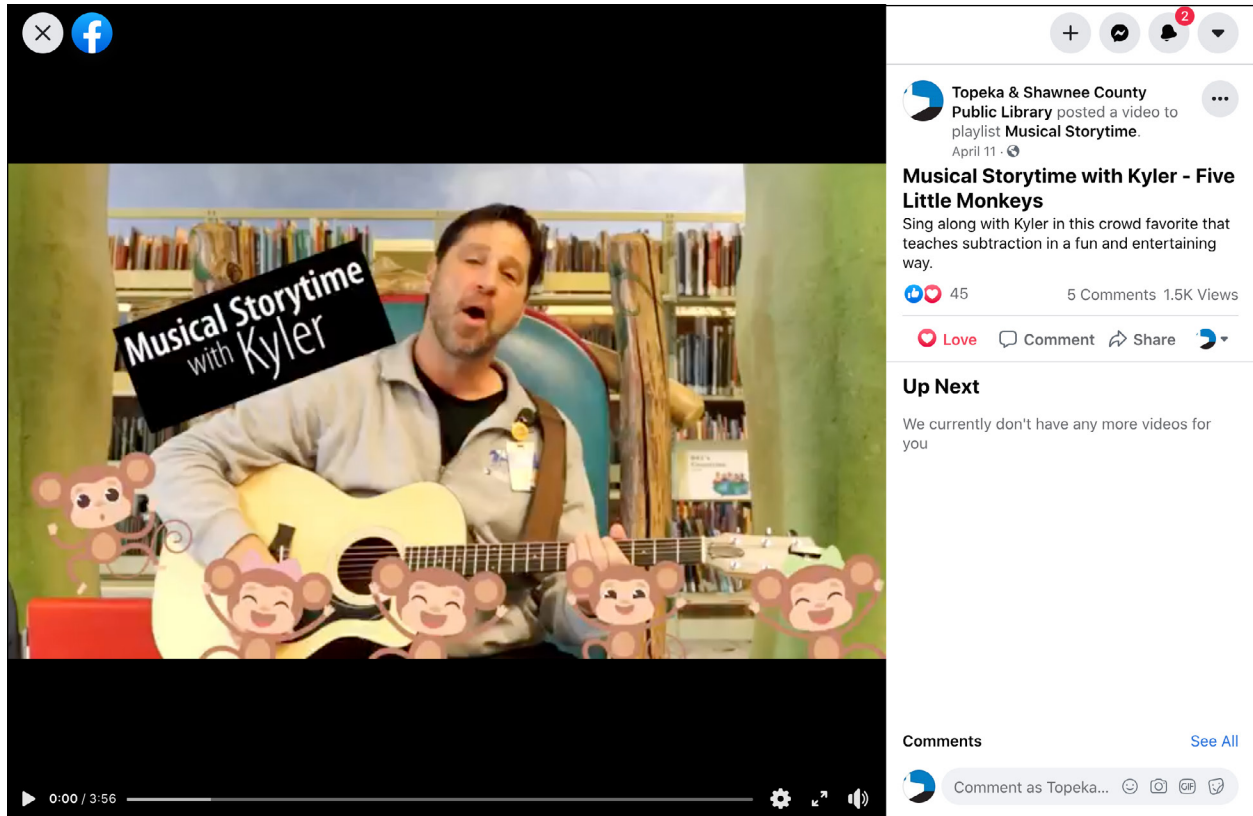 2
Topeka & Shawnee County
Public Library posted a video to
playlist Musical Storytime.
April 11 ·
Musical Storytime with Kyler - Five
Little Monkeys
Sing along with Kyler in this crowd favorite that
teaches subtraction in a fun and entertaining
way.
45
5 Comments 1.5K Views
Love Comment Share
Up Next
We currently don't have any more videos for
you
Musical Storytime
with Kyler
0:00 / 3:56
Comments
See All
Comment as Topeka...
GIF